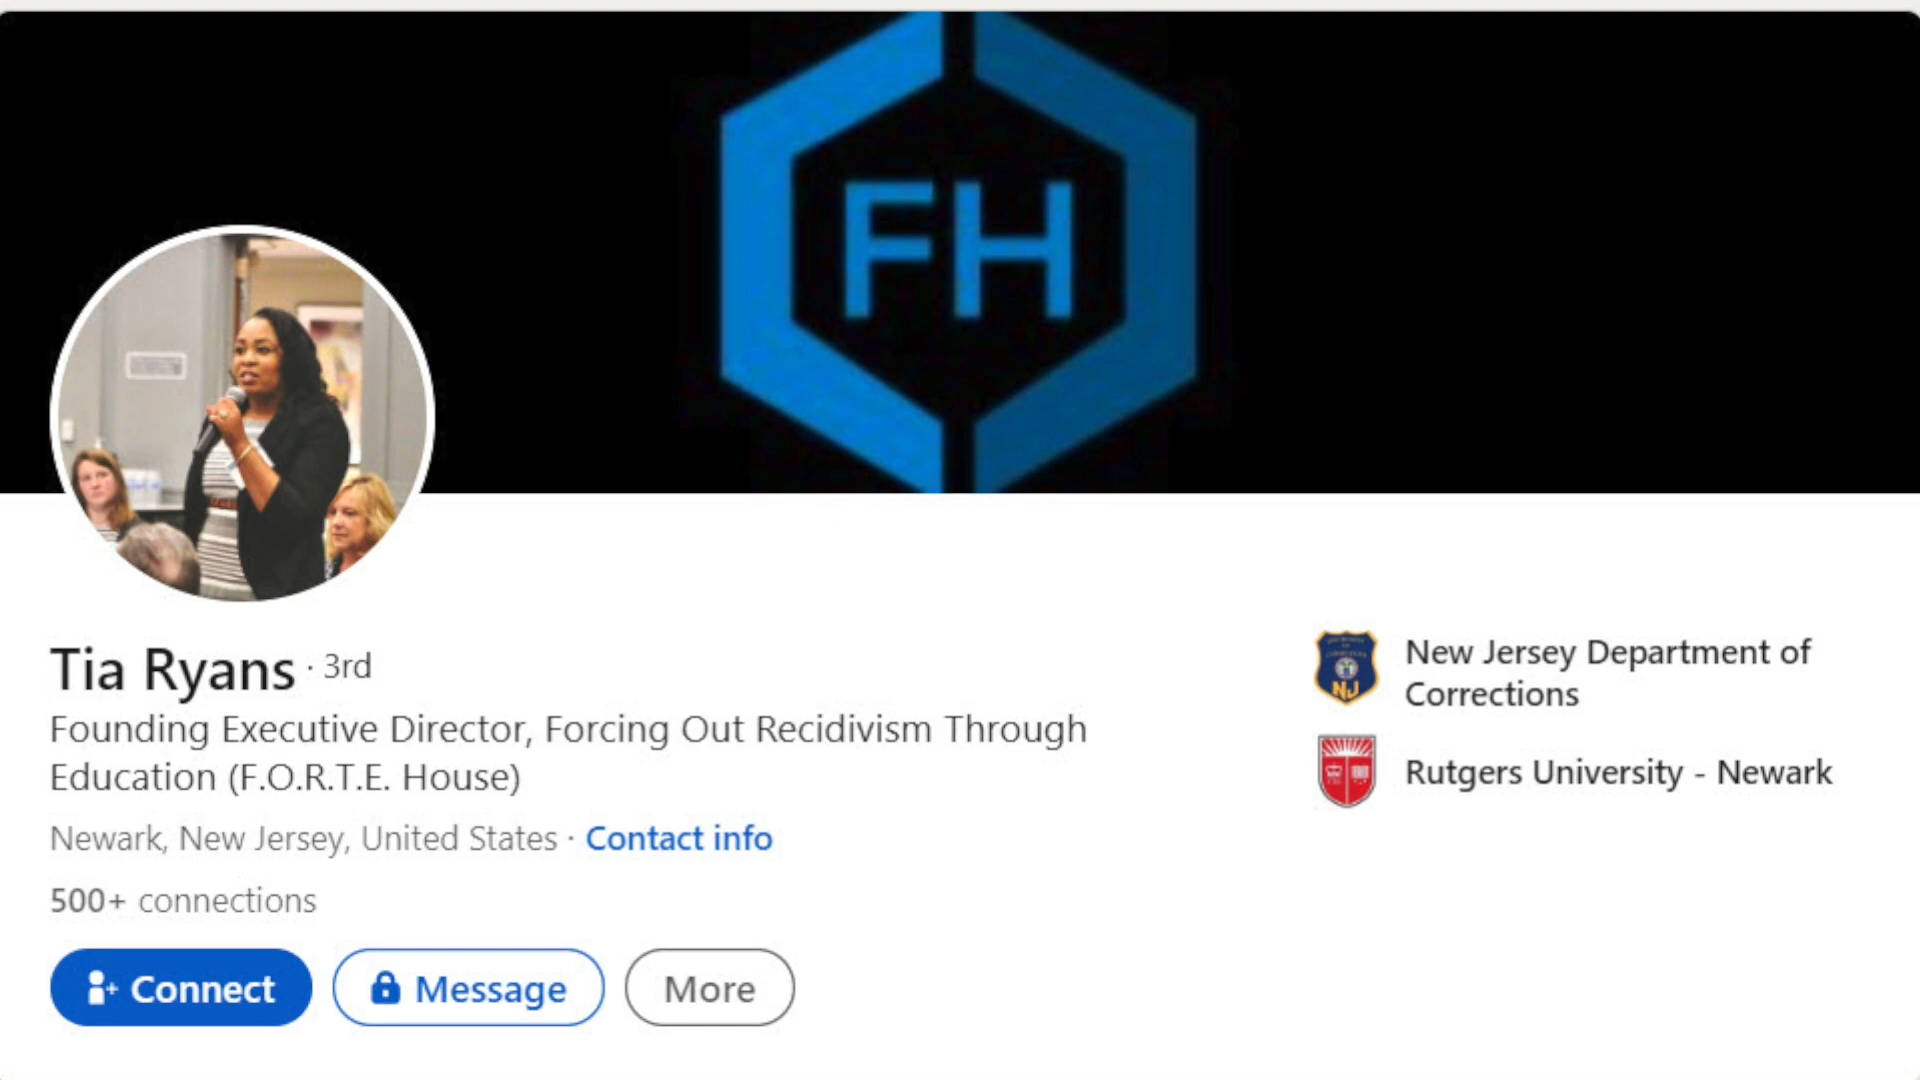 FH
Tia Ryans · 3rd
Founding Executive Director, Forcing Out Recidivism Through
Education (F.O.R.T.E. House)
Newark, New Jersey, United States · Contact info
500+ connections
Connect
Message
More
NJ
New Jersey Department of
Corrections
Rutgers University - Newark